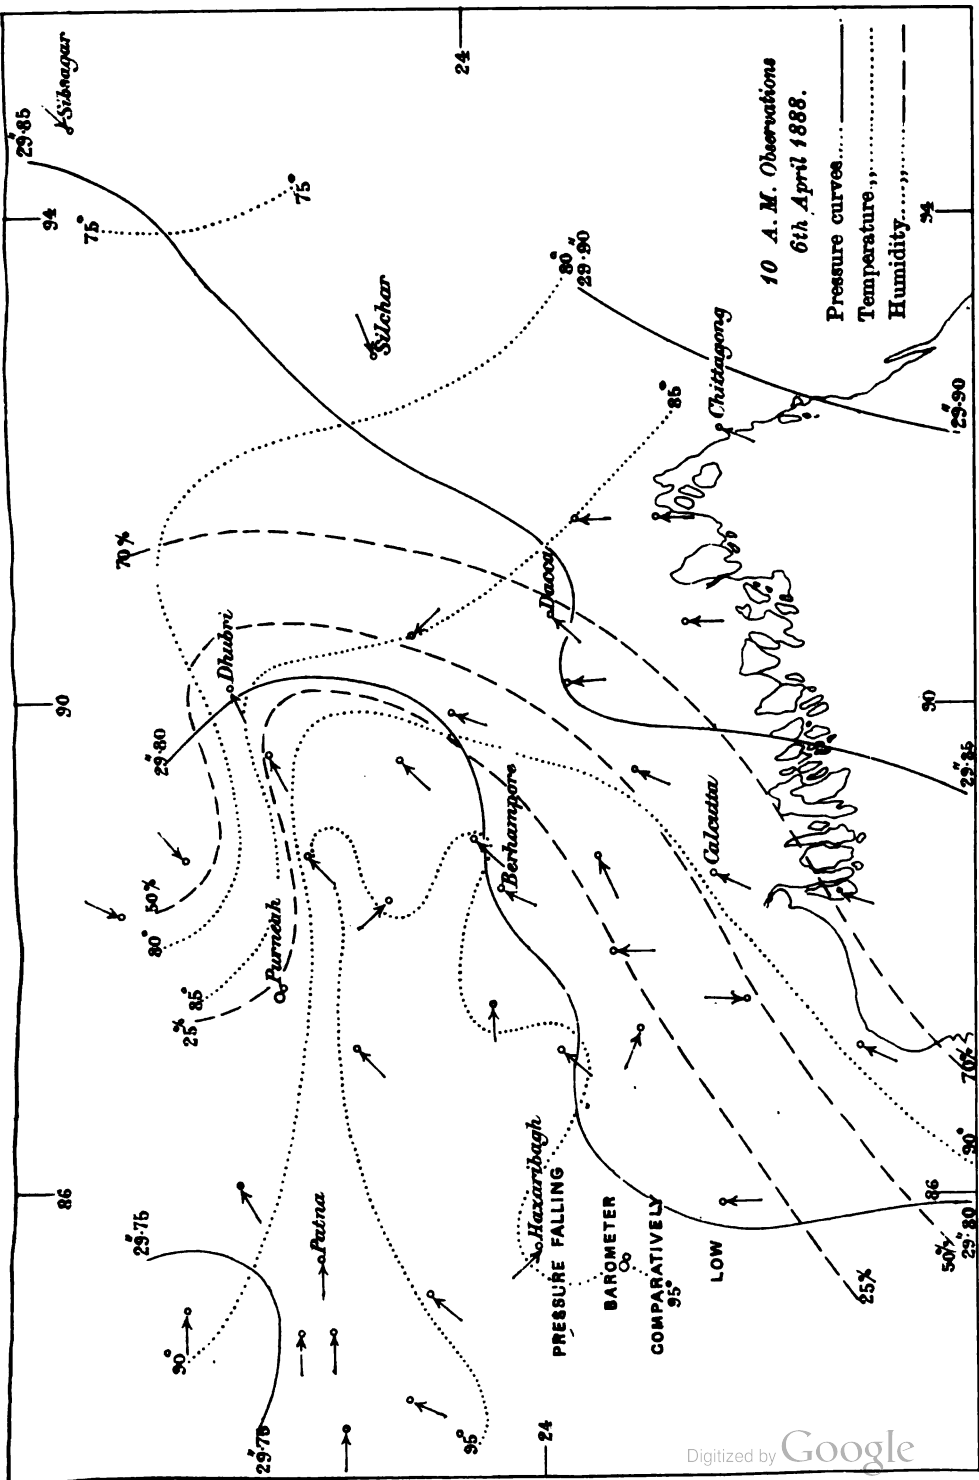 10 A. M. Observations
6th April 1888.
Pressure curves......
Temperature.,,.
Humidity.....,,
Sibsagar
29".85
94
75°
75°
24
Silchar
80°
29".90
94
Chittagong
85°
29".90
70%
Dacca
Dhubri
90
29".80
90
29".85
Berhampore
Calcutta
50%
80°
Purneah
85°
25%
70%
90°
86
Hazaribagh
PRESSURE FALLING
BAROMETER
COMPARATIVELY
LOW
86
29".75
Patna
95°
25%
50%
29".80
90°
29".75
95°
24
Digitized by Google